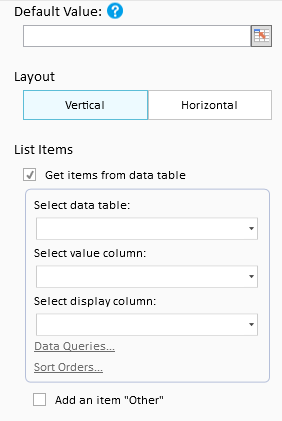 Default Value: ?
Layout
Vertical Horizontal
List Items
Get items from data table
Select data table:
Select value column:
Select display column:
Data Queries...
Sort Orders...
Add an item "Other"